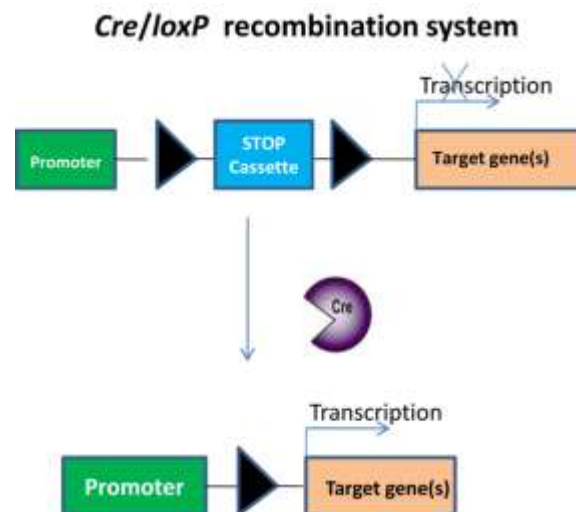 Cre/loxP recombination system
Transcription
Promoter
STOP
Cassette
Target gene(s)
Cre
Transcription
Promoter
Target gene(s)